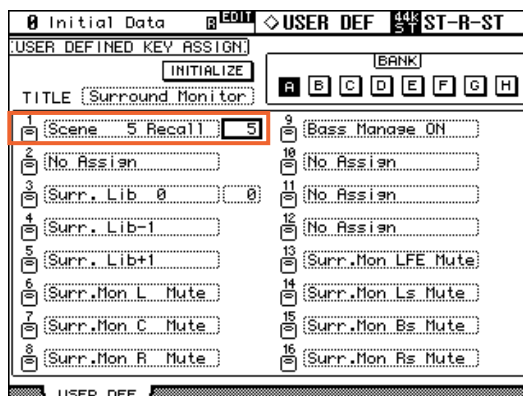 0 Initial Data R EDIT ◇USER DEF 44k ST ST-R-ST
USER DEFINED KEY ASSIGN
BANK
INITIALIZE
A B C D E F G H
TITLE Surround Monitor
1 Scene 5 Recall 5
9 Bass Manage ON
2 No Assign
10 No Assign
3 Surr. Lib 0 0
11 No Assign
4 Surr. Lib-1
12 No Assign
5 Surr. Lib+1
13 Surr.Mon LFE Mute
6 Surr.Mon L Mute
14 Surr.Mon Ls Mute
7 Surr.Mon C Mute
15 Surr.Mon Bs Mute
8 Surr.Mon R Mute
16 Surr.Mon Rs Mute
USER DEF